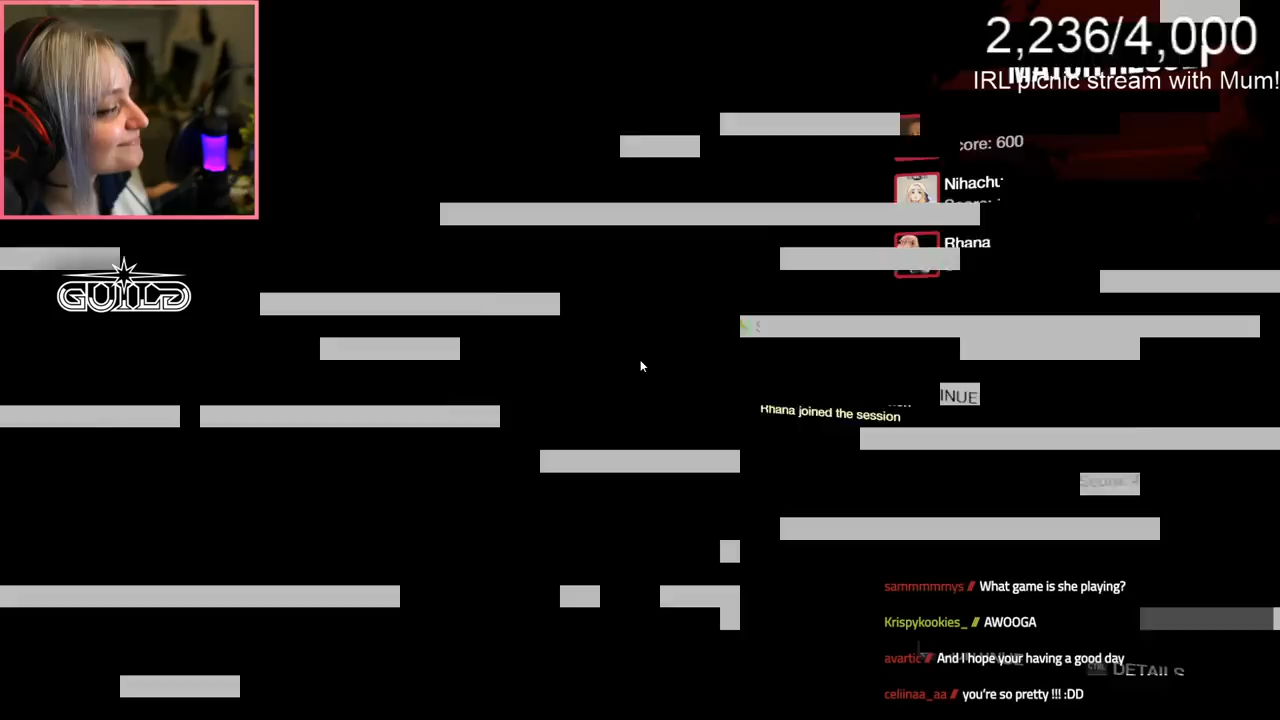 2,236/4,000
IRL picnic stream with Mum!
core: 600
Nihachu
Rhana
GUILD
INUE
Rhana joined the session
sammmmmys // What game is she playing?
Krispykookies_ // AWOOGA
avartic // And I hope your having a good day
DETAILS
celiinaa_aa // you're so pretty !!! :DD